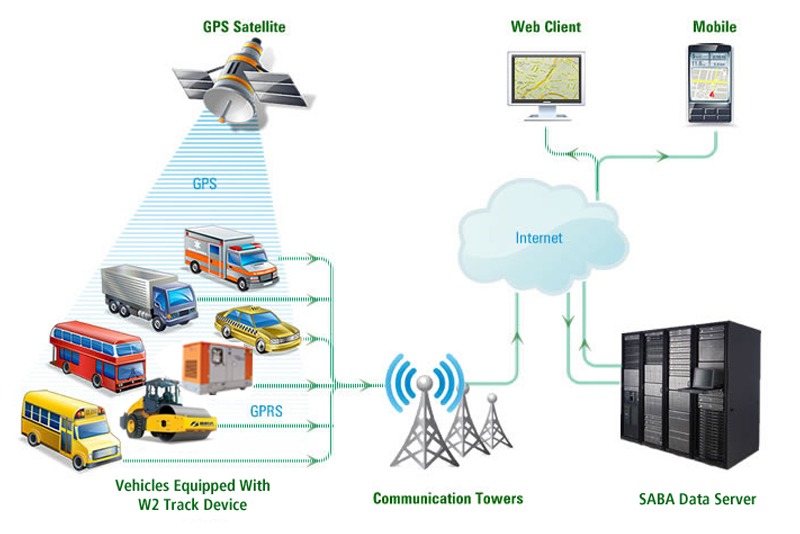 GPS Satellite
Web Client
Mobile
GPS
Internet
GPRS
Vehicles Equipped With
W2 Track Device
Communication Towers
SABA Data Server